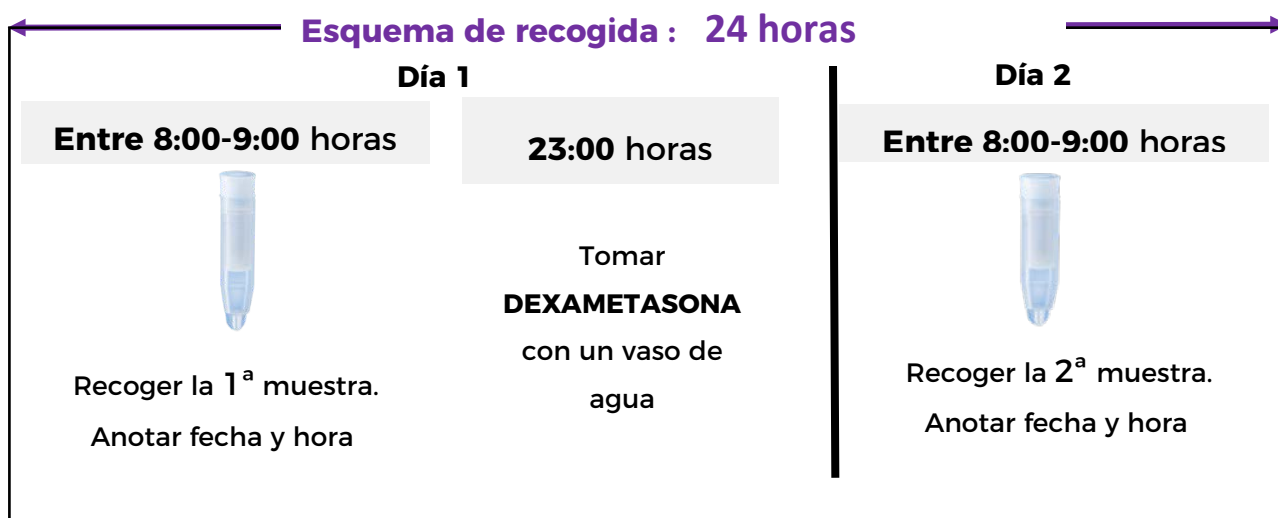 Esquema de recogida : 24 horas
Día 1
Entre 8:00-9:00 horas
Recoger la 1ª muestra.
Anotar fecha y hora
23:00 horas
Tomar
DEXAMETASONA
con un vaso de
agua
Día 2
Entre 8:00-9:00 horas
Recoger la 2ª muestra.
Anotar fecha y hora